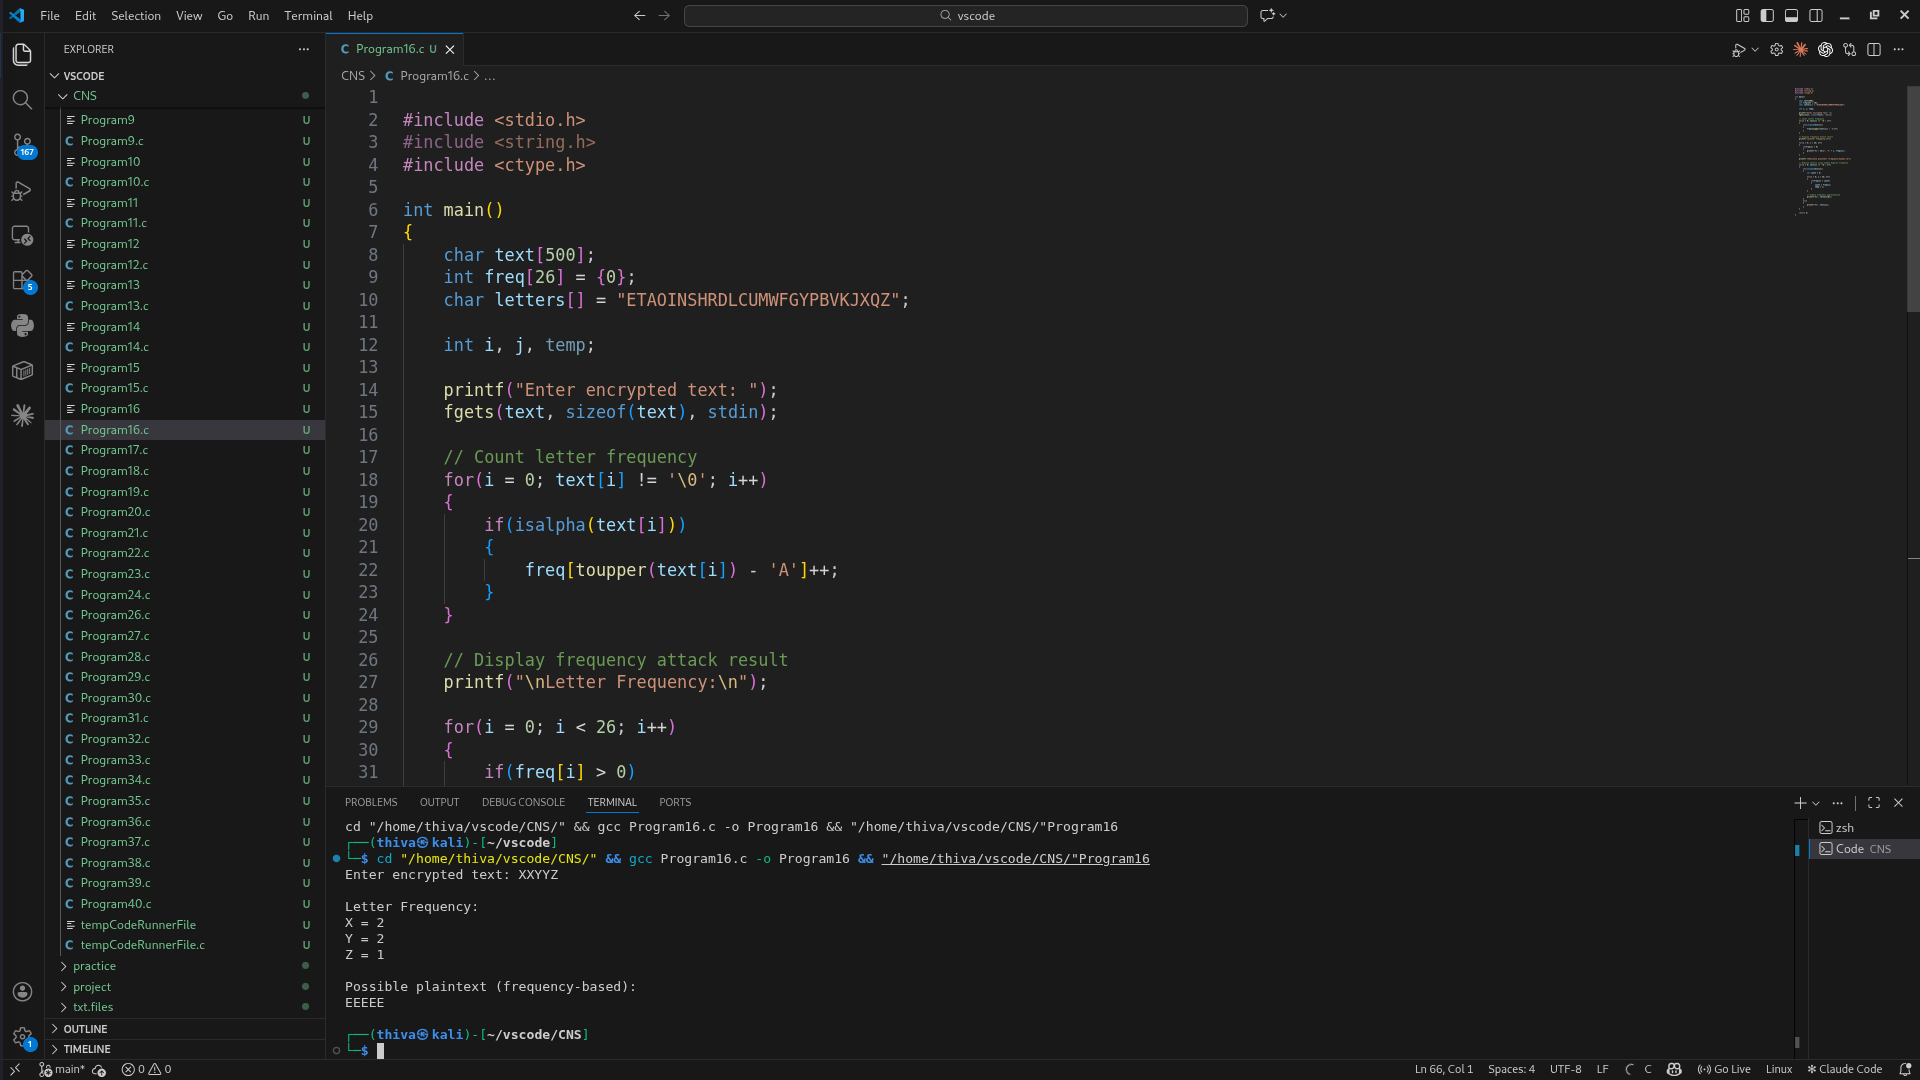 File Edit Selection View Go Run Terminal Help
vscode
EXPLORER
Program16.c U
VSCODE
CNS
CNS > C Program16.c > ...
Program9 U
C Program9.c U
Program10 U
C Program10.c U
Program11 U
C Program11.c U
Program12 U
C Program12.c U
Program13 U
C Program13.c U
Program14 U
C Program14.c U
Program15 U
C Program15.c U
Program16 U
C Program16.c U
C Program17.c U
C Program18.c U
C Program19.c U
C Program20.c U
C Program21.c U
C Program22.c U
C Program23.c U
C Program24.c U
C Program26.c U
C Program27.c U
C Program28.c U
C Program29.c U
C Program30.c U
C Program31.c U
C Program32.c U
C Program33.c U
C Program34.c U
C Program35.c U
C Program36.c U
C Program37.c U
C Program38.c U
C Program39.c U
C Program40.c U
tempCodeRunnerFile U
C tempCodeRunnerFile.c U
practice
project
txt.files
OUTLINE
TIMELINE
167
5
1
1
2 #include <stdio.h>
3 #include <string.h>
4 #include <ctype.h>
5
6 int main()
7 {
8 char text[500];
9 int freq[26] = {0};
10 char letters[] = "ETAOINSHRDLCUMWFGYPBVKJXQZ";
11
12 int i, j, temp;
13
14 printf("Enter encrypted text: ");
15 fgets(text, sizeof(text), stdin);
16
17 // Count letter frequency
18 for(i = 0; text[i] != '\0'; i++)
19 {
20 if(isalpha(text[i]))
21 {
22 freq[toupper(text[i]) - 'A']++;
23 }
24 }
25
26 // Display frequency attack result
27 printf("\nLetter Frequency:\n");
28
29 for(i = 0; i < 26; i++)
30 {
31 if(freq[i] > 0)
PROBLEMS OUTPUT DEBUG CONSOLE TERMINAL PORTS
cd "/home/thiva/vscode/CNS/" && gcc Program16.c -o Program16 && "/home/thiva/vscode/CNS/"Program16
┌──(thiva㉿kali)-[~/vscode]
└─$ cd "/home/thiva/vscode/CNS/" && gcc Program16.c -o Program16 && "/home/thiva/vscode/CNS/"Program16
Enter encrypted text: XXYYZ
Letter Frequency:
X = 2
Y = 2
Z = 1
Possible plaintext (frequency-based):
EEEEE
┌──(thiva㉿kali)-[~/vscode/CNS]
└─$
zsh
Code CNS
main* 0 0
Ln 66, Col 1 Spaces: 4 UTF-8 LF C Go Live Linux Claude Code